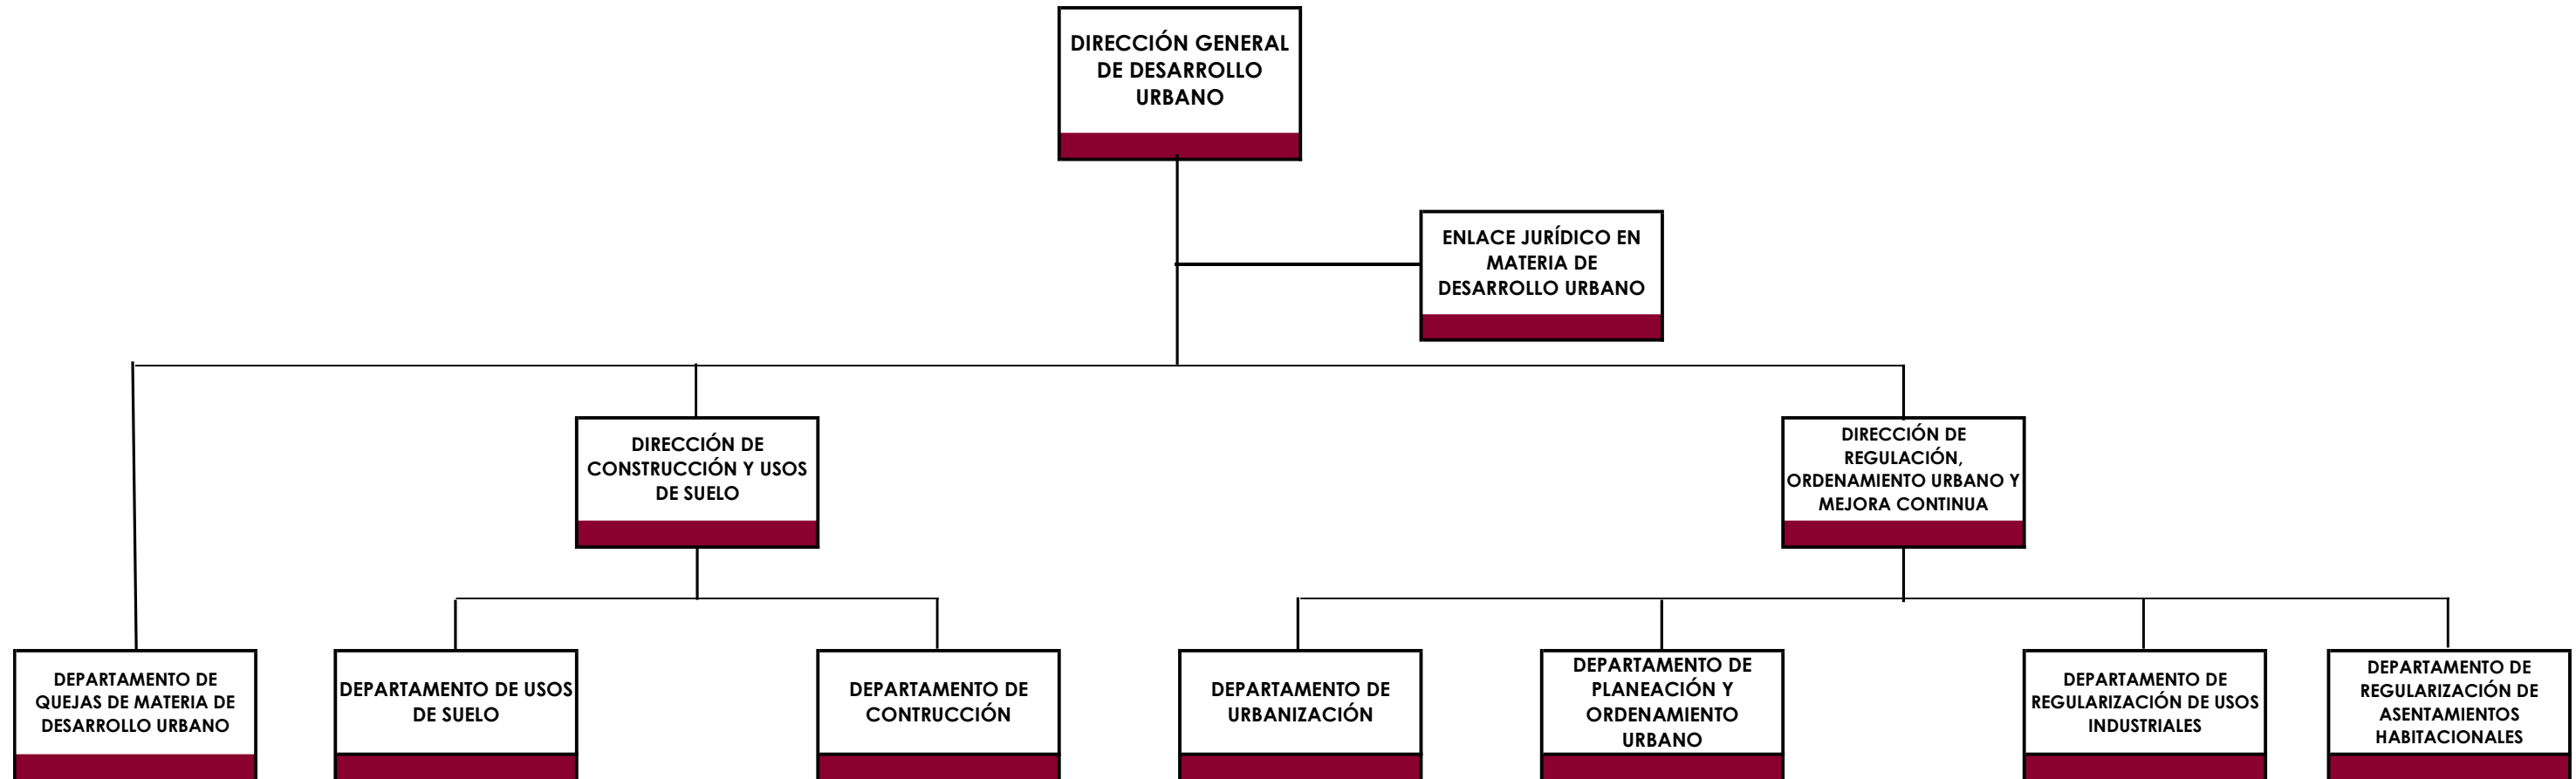 DIRECCIÓN GENERAL
DE DESARROLLO
URBANO
ENLACE JURÍDICO EN
MATERIA DE
DESARROLLO URBANO
DIRECCIÓN DE
CONSTRUCCIÓN Y USOS
DE SUELO
DIRECCIÓN DE
REGULACIÓN,
ORDENAMIENTO URBANO Y
MEJORA CONTINUA
DEPARTAMENTO DE
QUEJAS DE MATERIA DE
DESARROLLO URBANO
DEPARTAMENTO DE USOS
DE SUELO
DEPARTAMENTO DE
CONTRUCCIÓN
DEPARTAMENTO DE
URBANIZACIÓN
DEPARTAMENTO DE
PLANEACIÓN Y
ORDENAMIENTO
URBANO
DEPARTAMENTO DE
REGULARIZACIÓN DE USOS
INDUSTRIALES
DEPARTAMENTO DE
REGULARIZACIÓN DE
ASENTAMIENTOS
HABITACIONALES